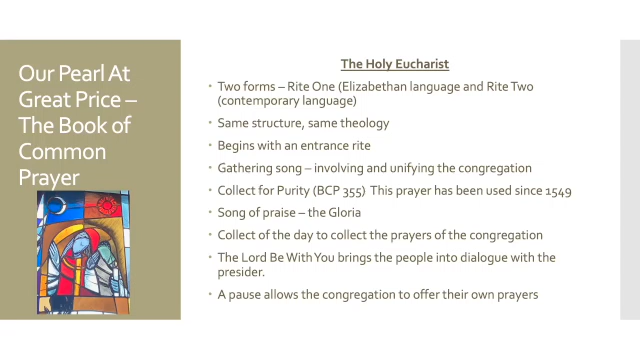 Our Pearl At
Great Price –
The Book of
Common
Prayer
The Holy Eucharist
• Two forms – Rite One (Elizabethan language and Rite Two
(contemporary language)
• Same structure, same theology
• Begins with an entrance rite
• Gathering song – involving and unifying the congregation
• Collect for Purity (BCP 355)  This prayer has been used since 1549
• Song of praise – the Gloria
• Collect of the day to collect the prayers of the congregation
• The Lord Be With You brings the people into dialogue with the
presider.
• A pause allows the congregation to offer their own prayers